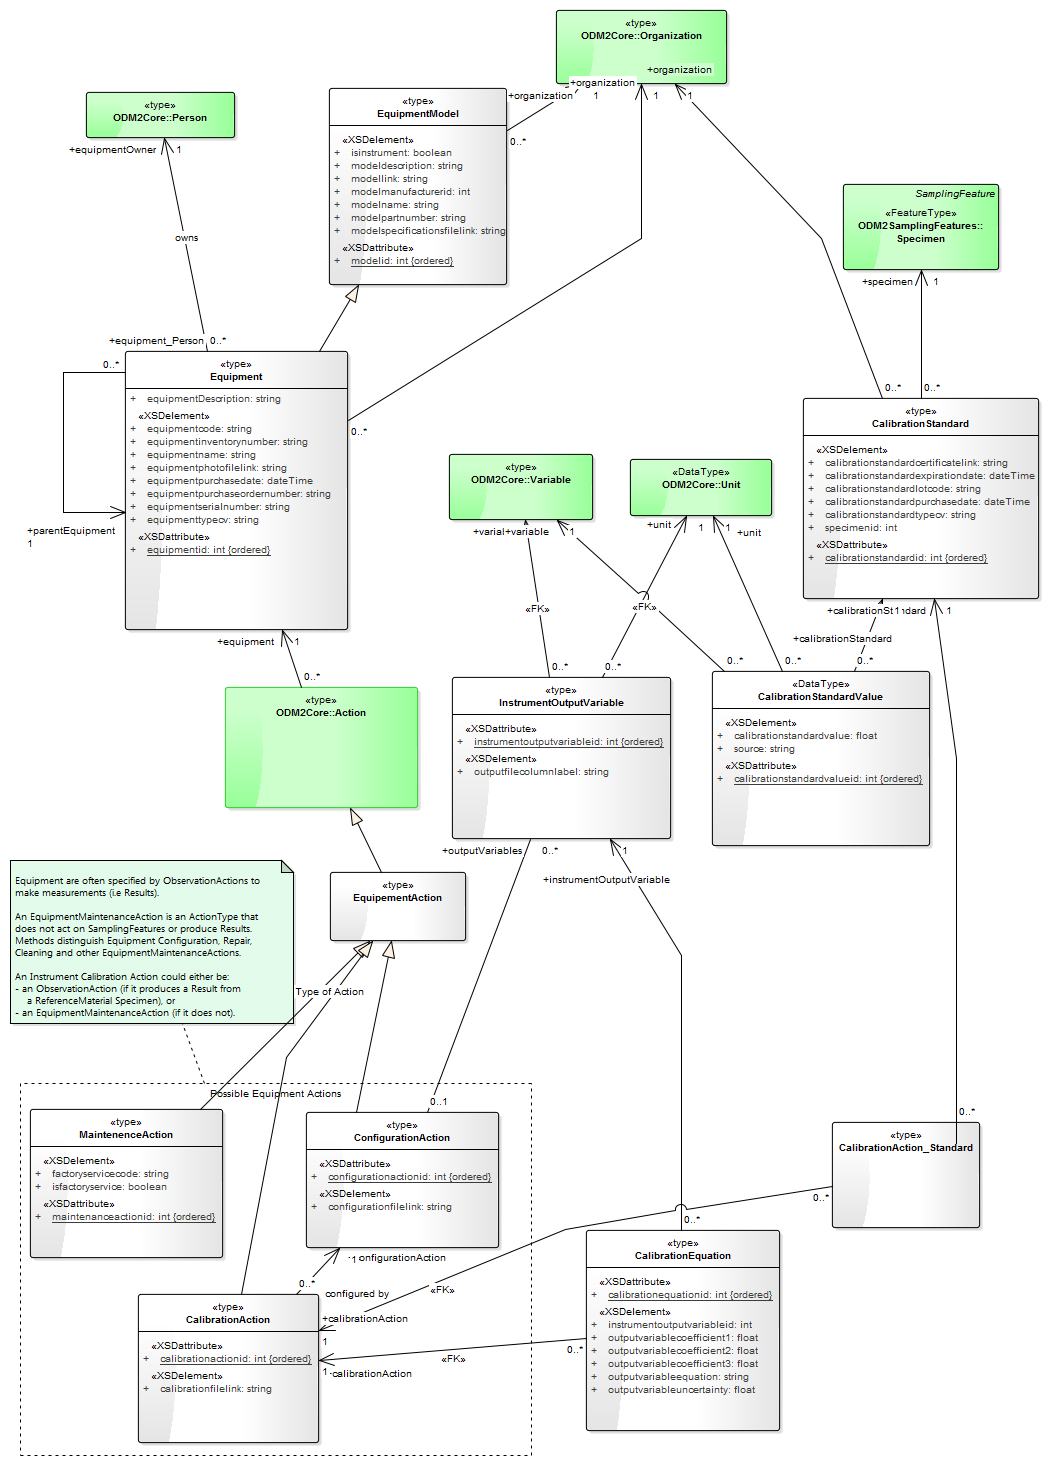 «type»
ODM2Core::Organization
+organization
+organization
1
1
1
+organization
0..*
«type»
ODM2Core::Person
+equipmentOwner
1
owns
+equipment_Person
0..*
«type»
EquipmentModel
«XSDelement»
+ isinstrument: boolean
+ modeldescription: string
+ modellink: string
+ modelmanufacturerid: int
+ modelname: string
+ modelpartnumber: string
+ modelspecificationsfilelink: string
«XSDattribute»
+ modelid: int {ordered}
SamplingFeature
«FeatureType»
ODM2SamplingFeatures::
Specimen
+specimen
1
0..*
0..*
0..*
«type»
Equipment
+ equipmentDescription: string
«XSDelement»
+ equipmentcode: string
+ equipmentinventorynumber: string
+ equipmentname: string
+ equipmentphotofilelink: string
+ equipmentpurchasedate: dateTime
+ equipmentpurchaseordernumber: string
+ equipmentserialnumber: string
+ equipmenttypecv: string
«XSDattribute»
+ equipmentid: int {ordered}
0..*
+parentEquipment
1
0..*
«type»
CalibrationStandard
«XSDelement»
+ calibrationstandardcertificatelink: string
+ calibrationstandardexpirationdate: dateTime
+ calibrationstandardlotcode: string
+ calibrationstandardpurchasedate: dateTime
+ calibrationstandardtypecv: string
+ specimenid: int
«XSDattribute»
+ calibrationstandardid: int {ordered}
«type»
ODM2Core::Variable
+varial+variable
1
«DataType»
ODM2Core::Unit
+unit
1
1
+unit
«FK»
«FK»
+calibrationSt
1
dard
1
+calibrationStandard
+equipment
1
0..*
0..*
0..*
0..*
0..*
0..*
«type»
ODM2Core::Action
«type»
InstrumentOutputVariable
«XSDattribute»
+ instrumentoutputvariableid: int {ordered}
«XSDelement»
+ outputfilecolumnlabel: string
«DataType»
CalibrationStandardValue
«XSDelement»
+ calibrationstandardvalue: float
+ source: string
«XSDattribute»
+ calibrationstandardvalueid: int {ordered}
+outputVariables
0..*
1
+instrumentOutputVariable
«type»
EquipementAction
Equipment are often specified by ObservationActions to
make measurements (i.e Results).
An EquipmentMaintenanceAction is an ActionType that
does not act on SamplingFeatures or produce Results.
Methods distinguish Equipment Configuration, Repair,
Cleaning and other EquipmentMaintenanceActions.
An Instrument Calibration Action could either be:
- an ObservationAction (if it produces a Result from
a ReferenceMaterial Specimen), or
- an EquipmentMaintenanceAction (if it does not).
Type of Action
Possible Equipment Actions
0..1
0..*
«type»
MaintenenceAction
«XSDelement»
+ factoryservicecode: string
+ isfactoryservice: boolean
«XSDattribute»
+ maintenanceactionid: int {ordered}
«type»
ConfigurationAction
«XSDattribute»
+ configurationactionid: int {ordered}
«XSDelement»
+ configurationfilelink: string
«type»
CalibrationAction_Standard
0..*
0..*
1
onfigurationAction
0..*
configured by
«FK»
+calibrationAction
1
«type»
CalibrationAction
«XSDattribute»
+ calibrationactionid: int {ordered}
«XSDelement»
+ calibrationfilelink: string
«FK»
0..*
1
calibrationAction
«type»
CalibrationEquation
«XSDattribute»
+ calibrationequationid: int {ordered}
«XSDelement»
+ instrumentoutputvariableid: int
+ outputvariablecoefficient1: float
+ outputvariablecoefficient2: float
+ outputvariablecoefficient3: float
+ outputvariableequation: string
+ outputvariableuncertainty: float